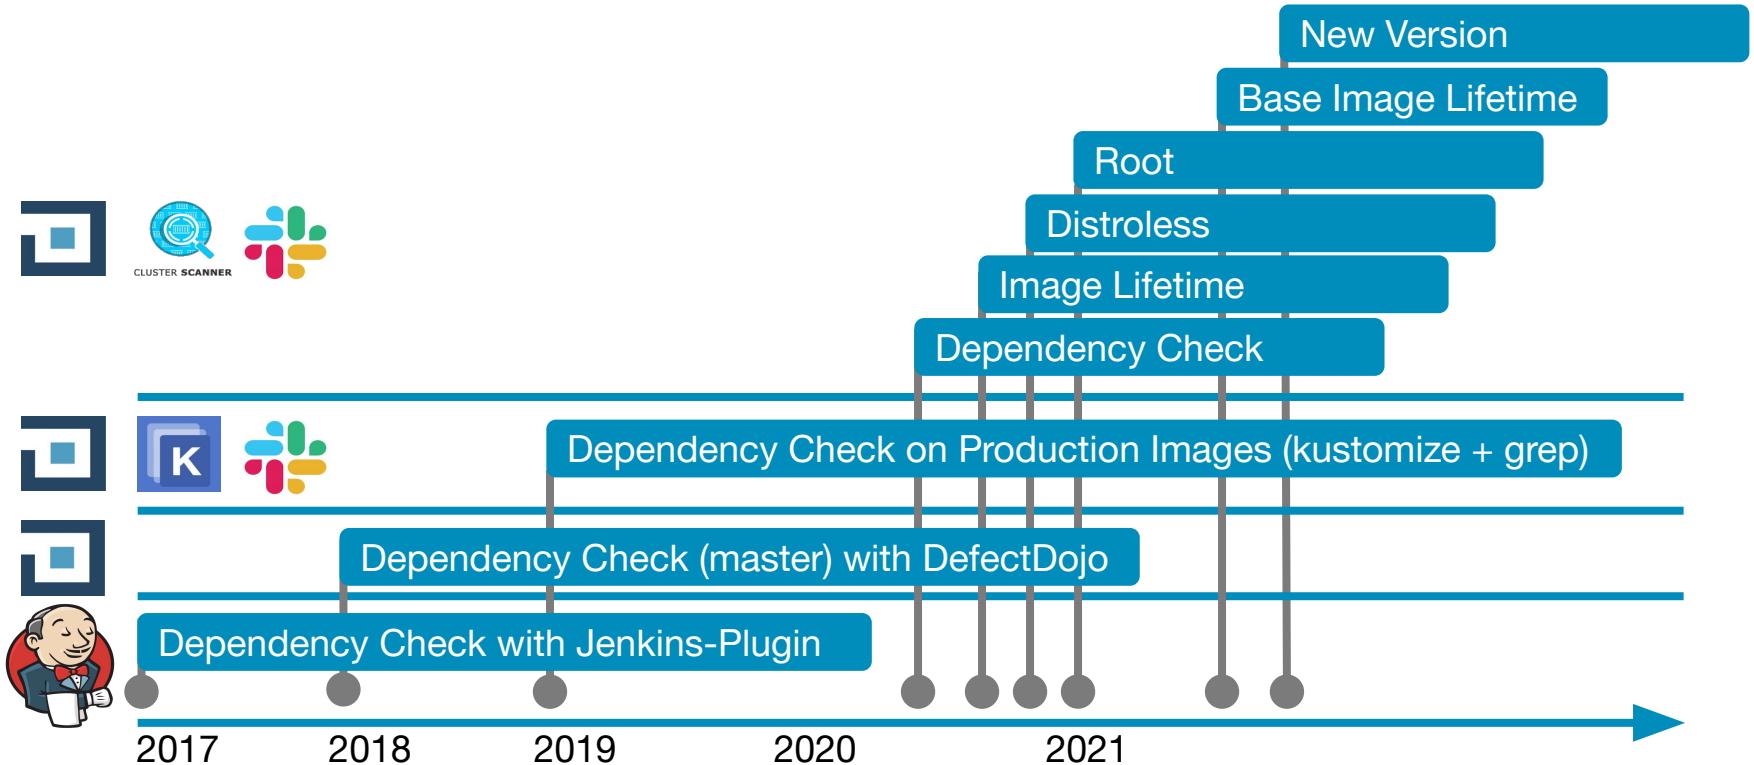 New Version
Base Image Lifetime
Root
Distroless
Image Lifetime
Dependency Check
CLUSTER SCANNER
Dependency Check on Production Images (kustomize + grep)
K
Dependency Check (master) with DefectDojo
Dependency Check with Jenkins-Plugin
2017 2018 2019 2020 2021